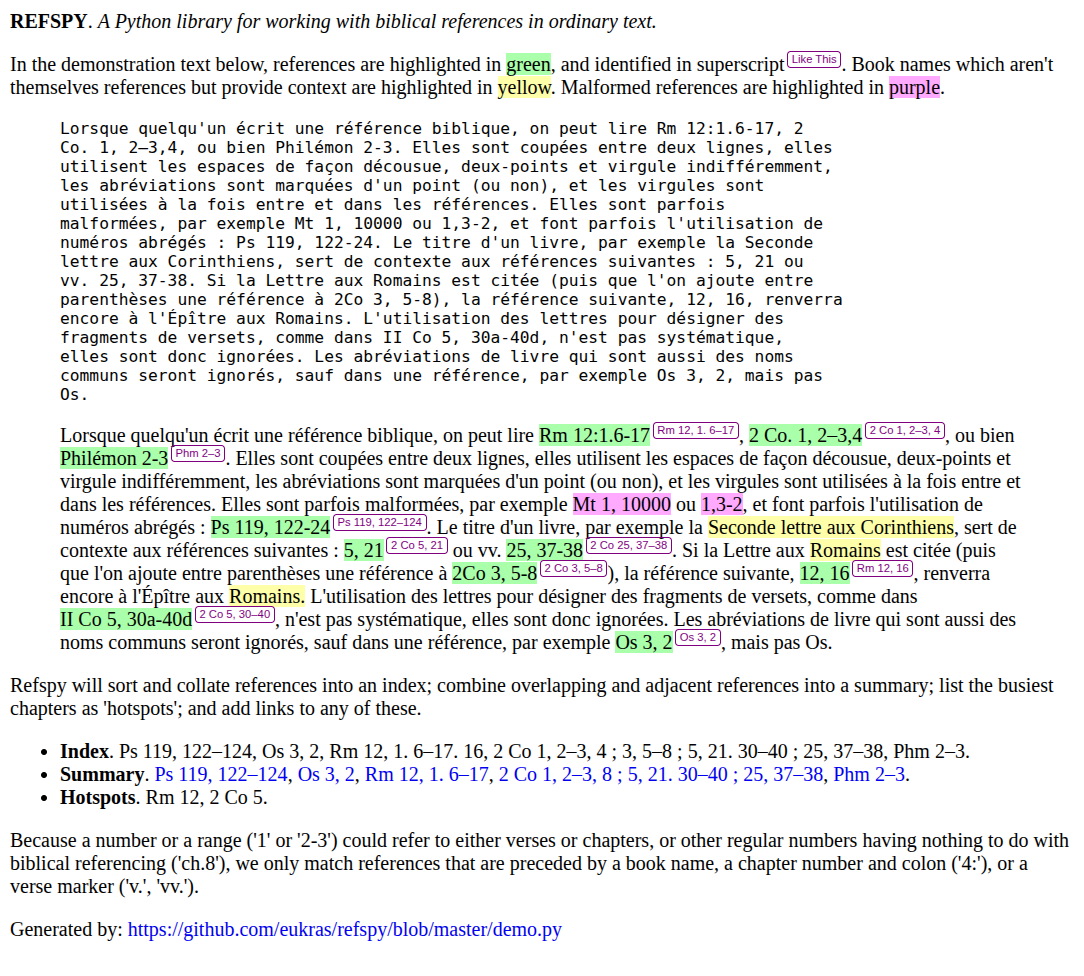 REFSPY. A Python library for working with biblical references in ordinary text.
In the demonstration text below, references are highlighted in green, and identified in superscript Like This. Book names which aren't
themselves references but provide context are highlighted in yellow. Malformed references are highlighted in purple.
Lorsque quelqu'un écrit une référence biblique, on peut lire Rm 12:1.6-17, 2
Co. 1, 2–3,4, ou bien Philémon 2-3. Elles sont coupées entre deux lignes, elles
utilisent les espaces de façon décousue, deux-points et virgule indifféremment,
les abréviations sont marquées d'un point (ou non), et les virgules sont
utilisées à la fois entre et dans les références. Elles sont parfois
malformées, par exemple Mt 1, 10000 ou 1,3-2, et font parfois l'utilisation de
numéros abrégés : Ps 119, 122-24. Le titre d'un livre, par exemple la Seconde
lettre aux Corinthiens, sert de contexte aux références suivantes : 5, 21 ou
vv. 25, 37-38. Si la Lettre aux Romains est citée (puis que l'on ajoute entre
parenthèses une référence à 2Co 3, 5-8), la référence suivante, 12, 16, renverra
encore à l'Épître aux Romains. L'utilisation des lettres pour désigner des
fragments de versets, comme dans II Co 5, 30a-40d, n'est pas systématique,
elles sont donc ignorées. Les abréviations de livre qui sont aussi des noms
communs seront ignorés, sauf dans une référence, par exemple Os 3, 2, mais pas
Os.
Lorsque quelqu'un écrit une référence biblique, on peut lire Rm 12:1.6-17 Rm 12, 1. 6–17, 2 Co. 1, 2–3,4 2 Co 1, 2–3, 4, ou bien
Philémon 2-3 Phm 2–3. Elles sont coupées entre deux lignes, elles utilisent les espaces de façon décousue, deux-points et
virgule indifféremment, les abréviations sont marquées d'un point (ou non), et les virgules sont utilisées à la fois entre et
dans les références. Elles sont parfois malformées, par exemple Mt 1, 10000 ou 1,3-2, et font parfois l'utilisation de
numéros abrégés : Ps 119, 122-24 Ps 119, 122–124. Le titre d'un livre, par exemple la Seconde lettre aux Corinthiens, sert de
contexte aux références suivantes : 5, 21 2 Co 5, 21 ou vv. 25, 37-38 2 Co 25, 37–38. Si la Lettre aux Romains est citée (puis
que l'on ajoute entre parenthèses une référence à 2Co 3, 5-8 2 Co 3, 5–8), la référence suivante, 12, 16 Rm 12, 16, renverra
encore à l'Épître aux Romains. L'utilisation des lettres pour désigner des fragments de versets, comme dans
II Co 5, 30a-40d 2 Co 5, 30–40, n'est pas systématique, elles sont donc ignorées. Les abréviations de livre qui sont aussi des
noms communs seront ignorés, sauf dans une référence, par exemple Os 3, 2 Os 3, 2, mais pas Os.
Refspy will sort and collate references into an index; combine overlapping and adjacent references into a summary; list the busiest
chapters as 'hotspots'; and add links to any of these.
• Index. Ps 119, 122–124, Os 3, 2, Rm 12, 1. 6–17. 16, 2 Co 1, 2–3, 4 ; 3, 5–8 ; 5, 21. 30–40 ; 25, 37–38, Phm 2–3.
• Summary. Ps 119, 122–124, Os 3, 2, Rm 12, 1. 6–17, 2 Co 1, 2–3, 8 ; 5, 21. 30–40 ; 25, 37–38, Phm 2–3.
• Hotspots. Rm 12, 2 Co 5.
Because a number or a range ('1' or '2-3') could refer to either verses or chapters, or other regular numbers having nothing to do with
biblical referencing ('ch.8'), we only match references that are preceded by a book name, a chapter number and colon ('4:'), or a
verse marker ('v.', 'vv.').
Generated by: https://github.com/eukras/refspy/blob/master/demo.py